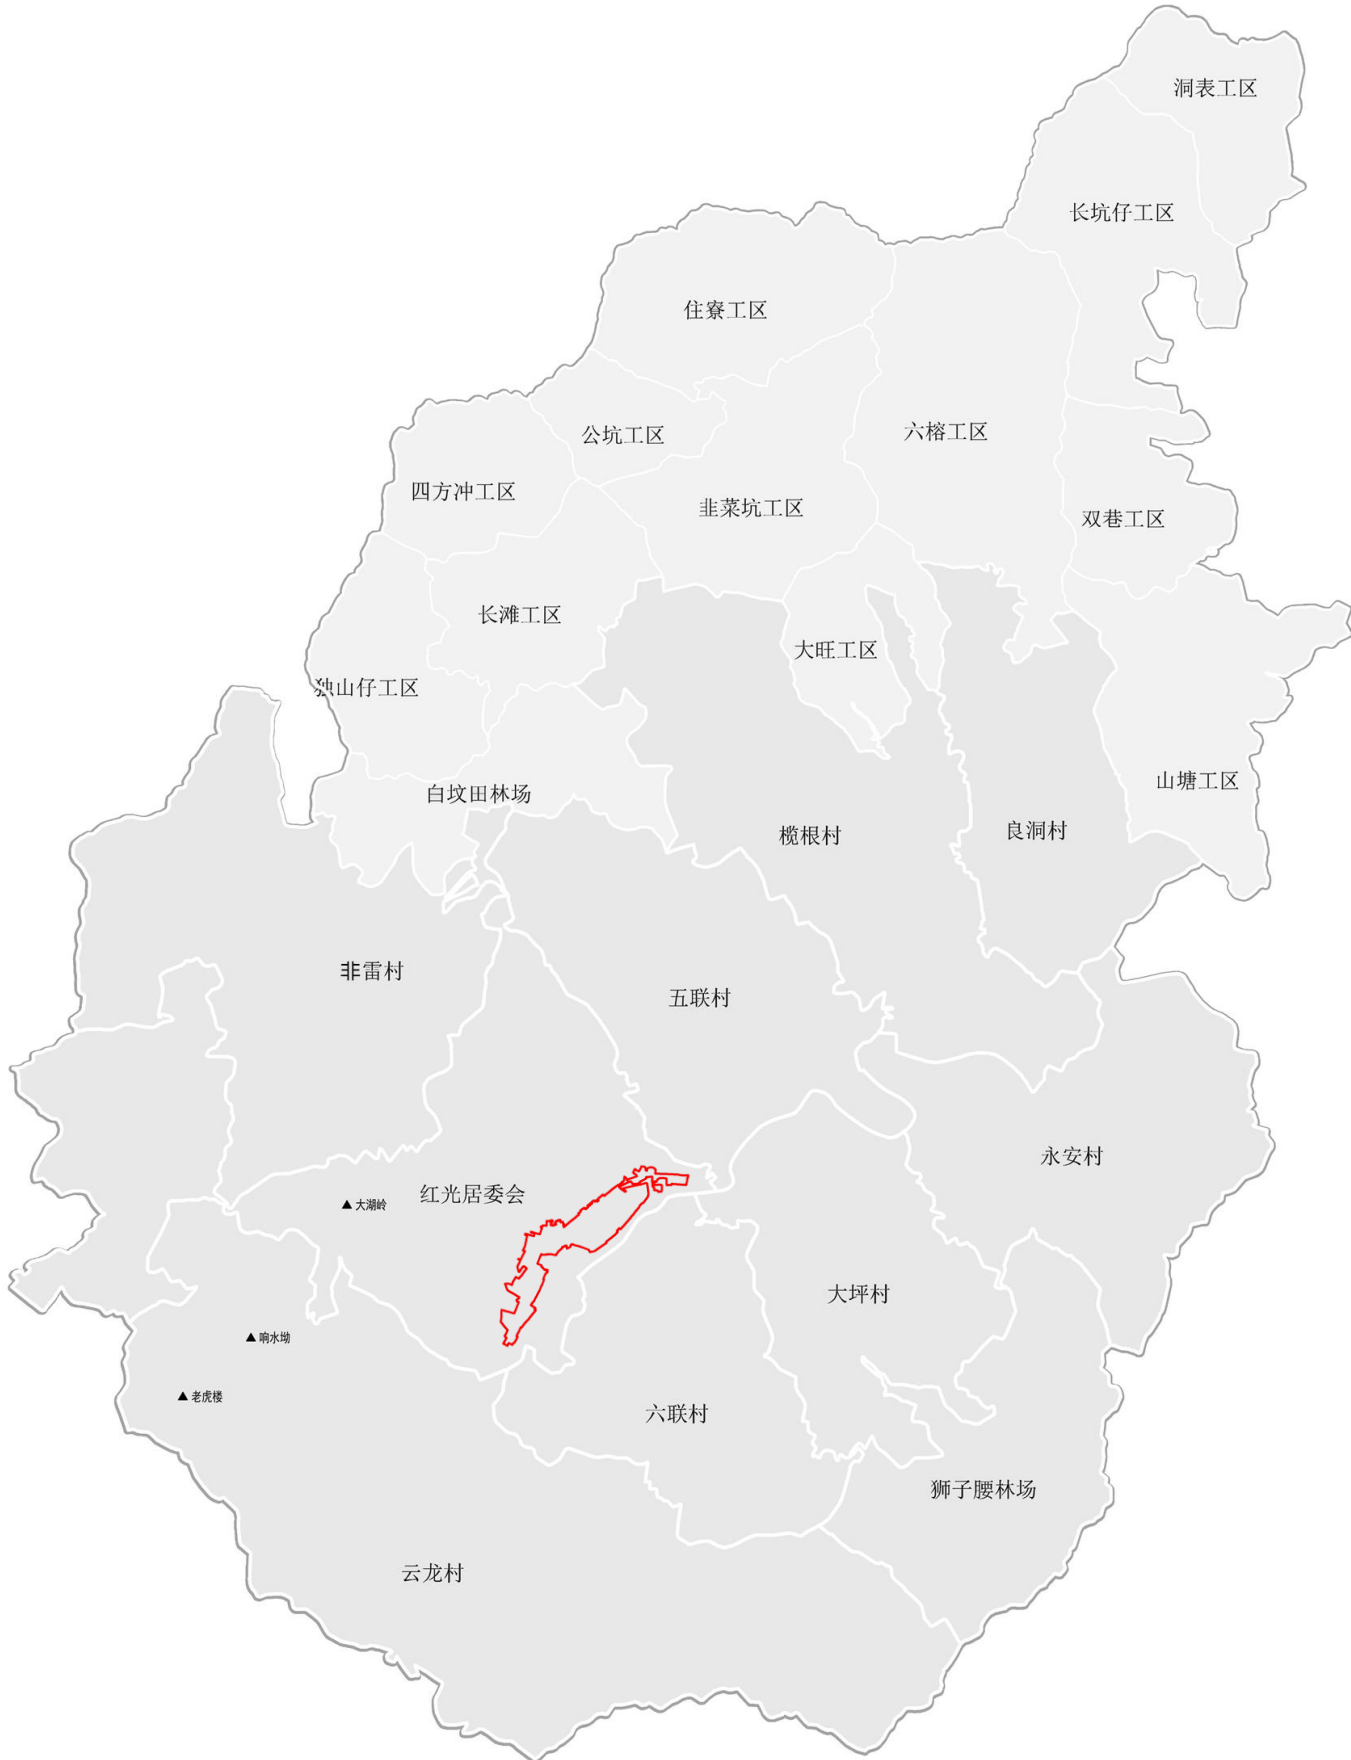 洞表工区
长坑仔工区
住寮工区
公坑工区
六榕工区
四方冲工区
韭菜坑工区
双巷工区
长滩工区
大旺工区
独山仔工区
山塘工区
白坟田林场
榄根村
良洞村
非雷村
五联村
永安村
红光居委会
▲大湖岭
大坪村
▲响水坳
▲老虎楼
六联村
狮子腰林场
云龙村